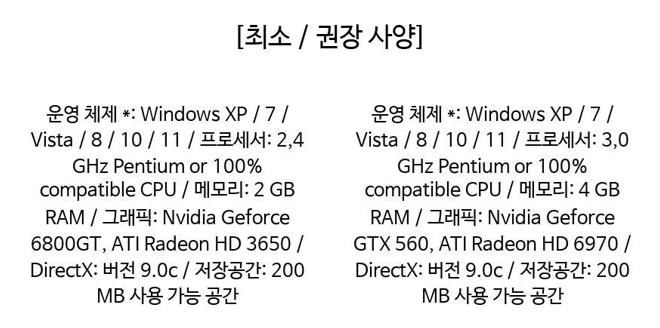 [최소 / 권장 사양]
운영 체제 *: Windows XP / 7 /
Vista / 8 / 10 / 11 / 프로세서: 2,4
GHz Pentium or 100%
compatible CPU / 메모리: 2 GB
RAM / 그래픽: Nvidia Geforce
6800GT, ATI Radeon HD 3650 /
DirectX: 버전 9.0c / 저장공간: 200
MB 사용 가능 공간
운영 체제 *: Windows XP / 7 /
Vista / 8 / 10 / 11 / 프로세서: 3,0
GHz Pentium or 100%
compatible CPU / 메모리: 4 GB
RAM / 그래픽: Nvidia Geforce
GTX 560, ATI Radeon HD 6970 /
DirectX: 버전 9.0c / 저장공간: 200
MB 사용 가능 공간